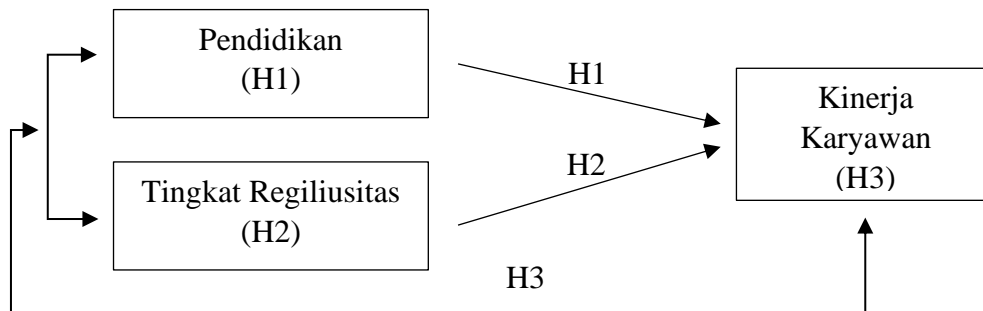 Pendidikan
(H1)
H1
Kinerja
Karyawan
(H3)
Tingkat Regiliusitas
(H2)
H2
H3